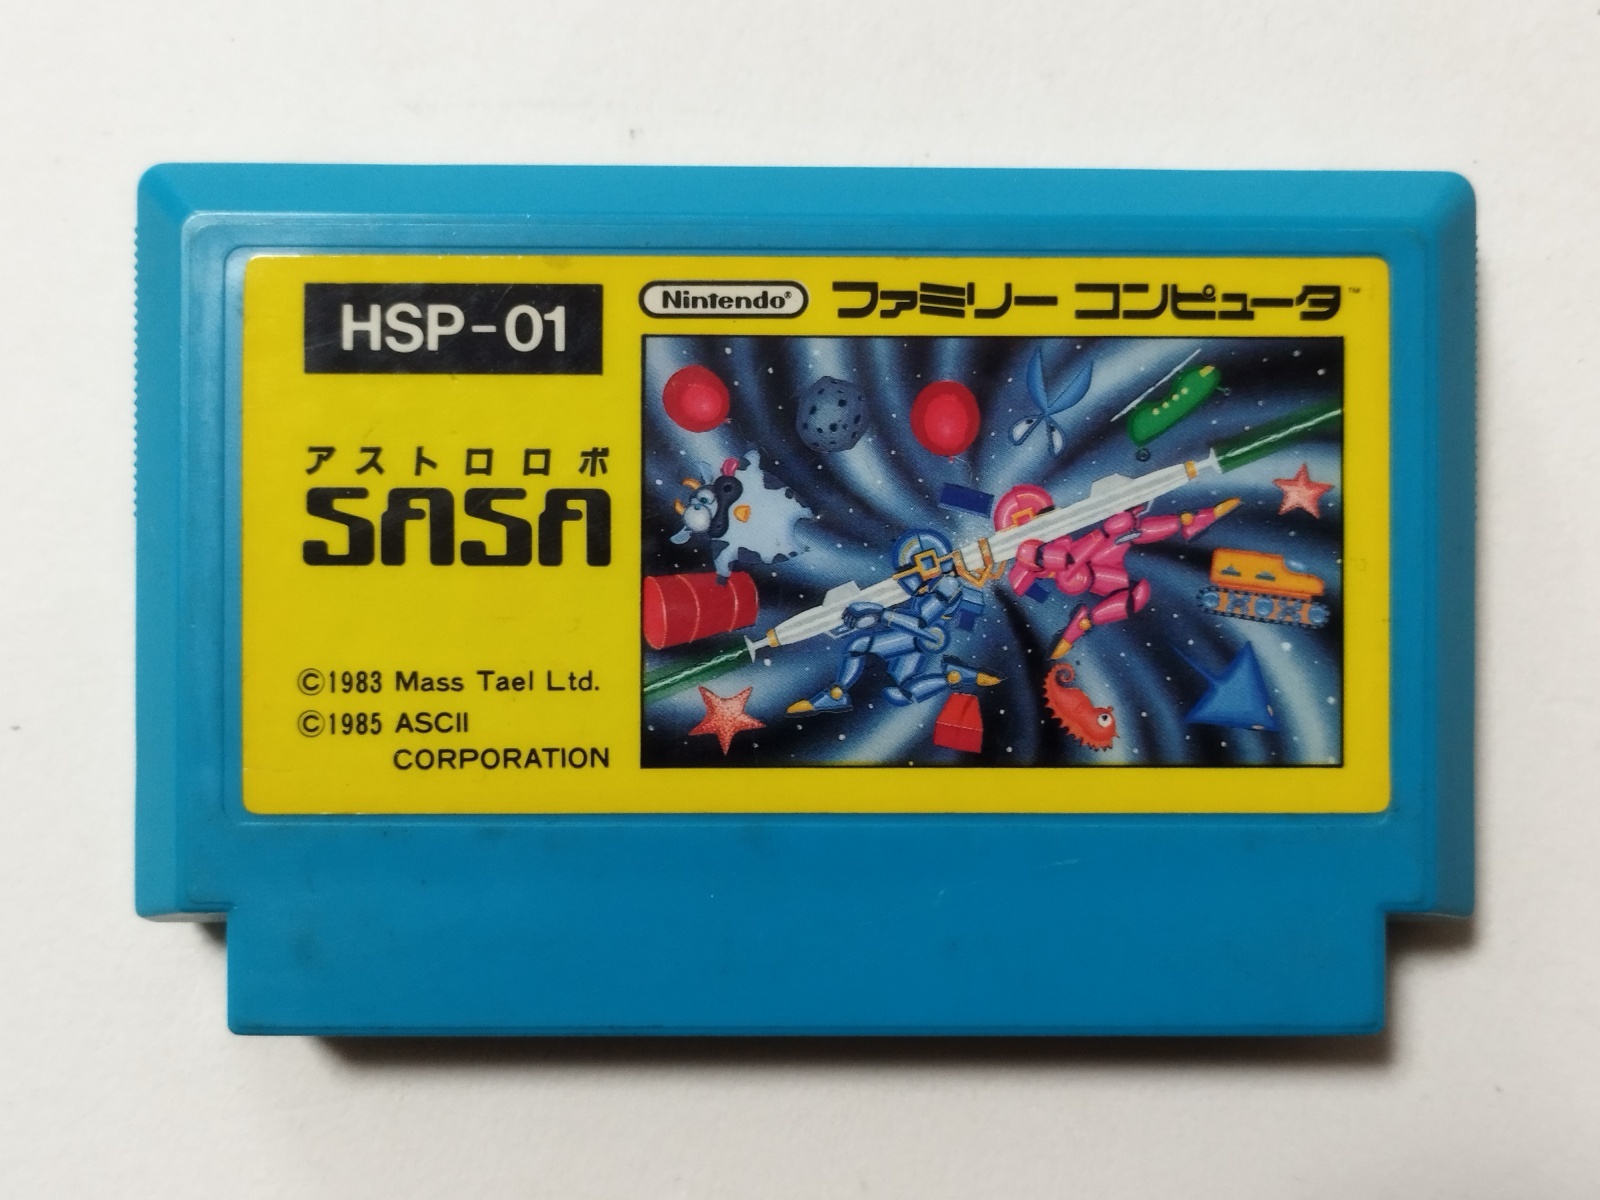 HSP-01
Nintendo® ファミリー コンピュータ™
アストロロボ
SASA
©1983 Mass Tael Ltd.
©1985 ASCII
CORPORATION